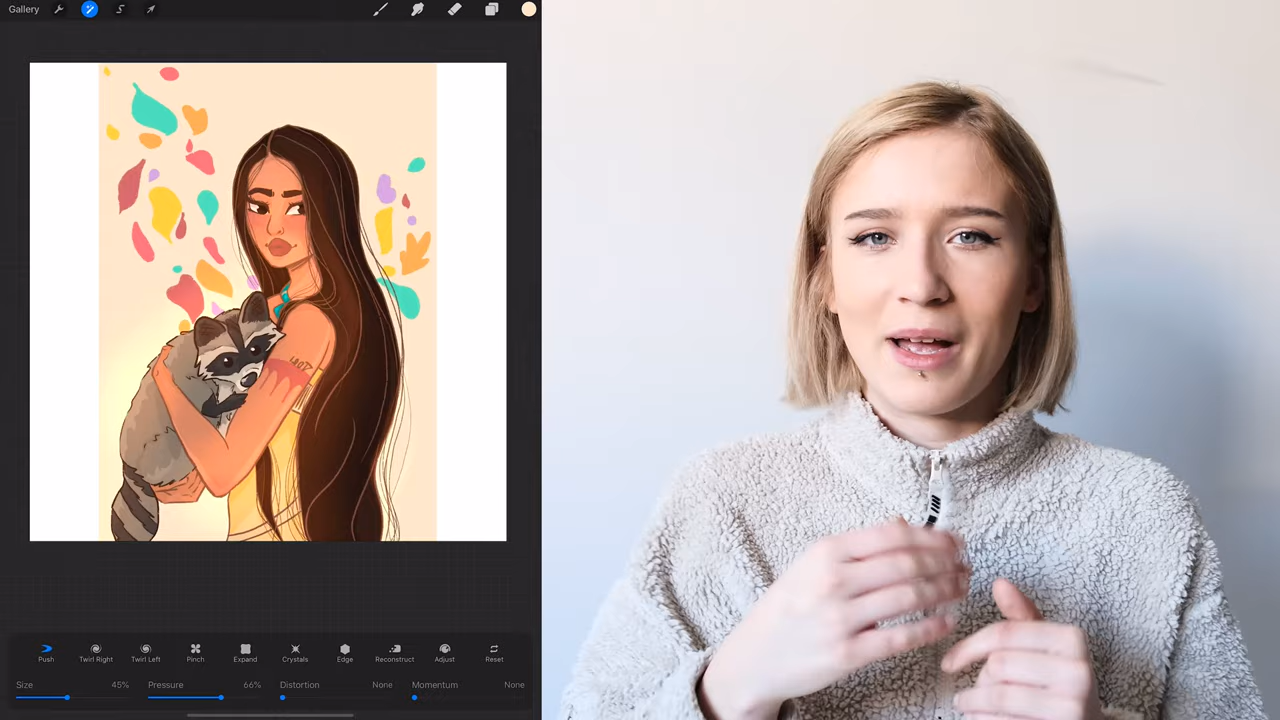 Gallery
Push
Twirl Right
Twirl Left
Pinch
Expand
Crystals
Edge
Reconstruct
Adjust
Reset
Size 45% Pressure 66% Distortion None Momentum None